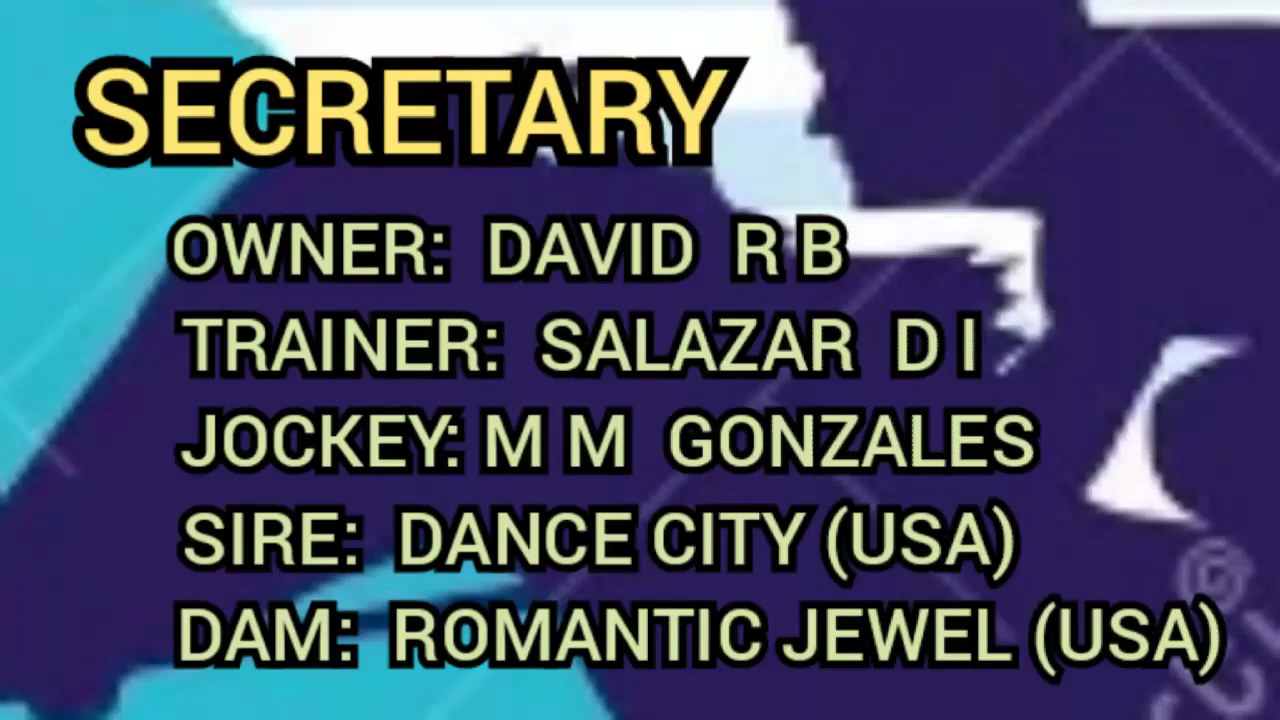 SECRETARY
OWNER: DAVID R B
TRAINER: SALAZAR D I
JOCKEY: M M GONZALES
SIRE: DANCE CITY (USA)
DAM: ROMANTIC JEWEL (USA)